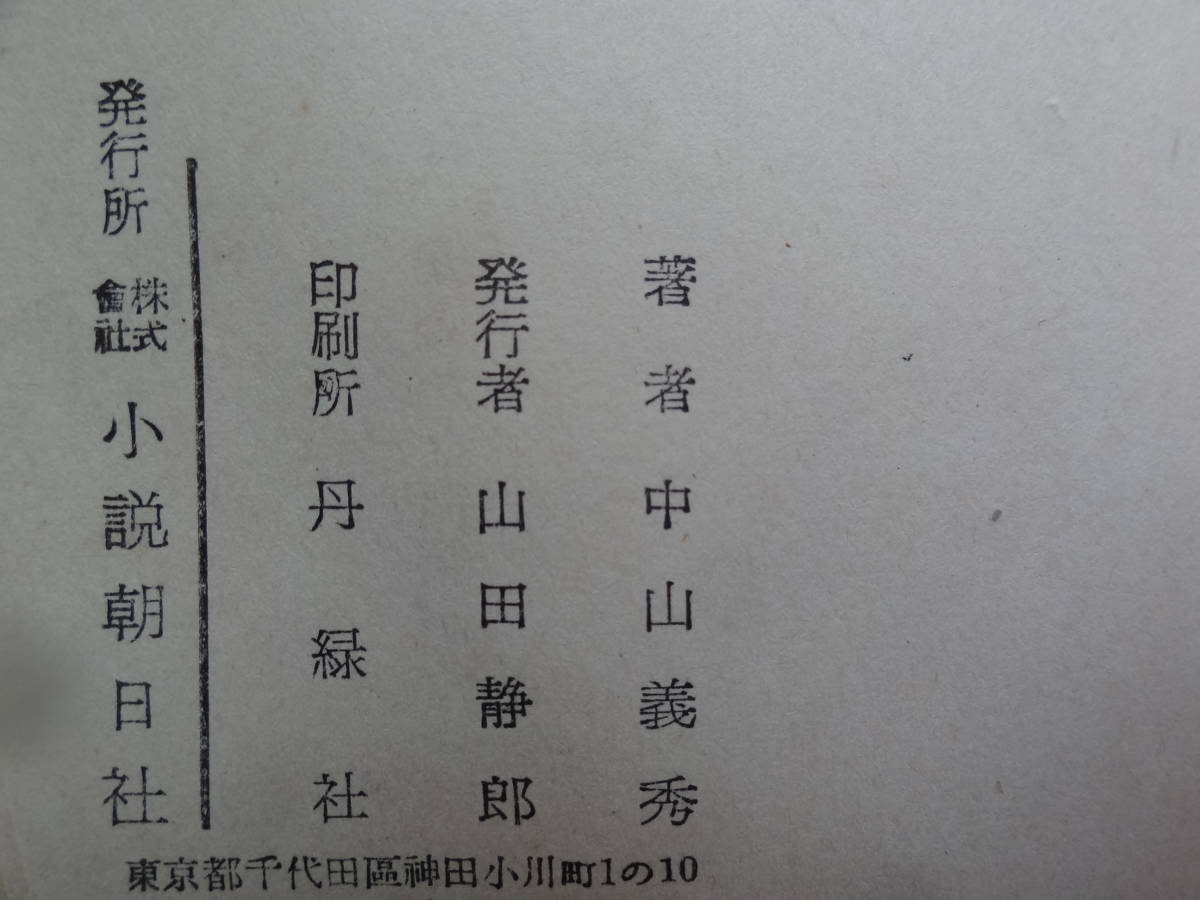 著者 中山義秀
発行者 山田静郎
印刷所 丹緑社
発行所 株式會社 小説朝日社
東京都千代田區神田小川町1の10